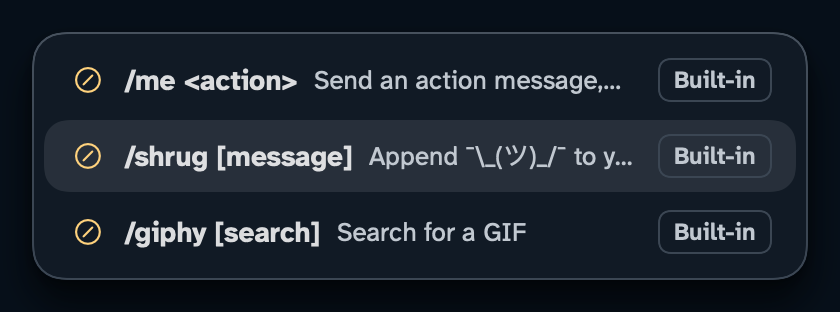 /me <action> Send an action message,... Built-in
/shrug [message] Append ¯\_(ツ)_/¯ to y... Built-in
/giphy [search] Search for a GIF Built-in